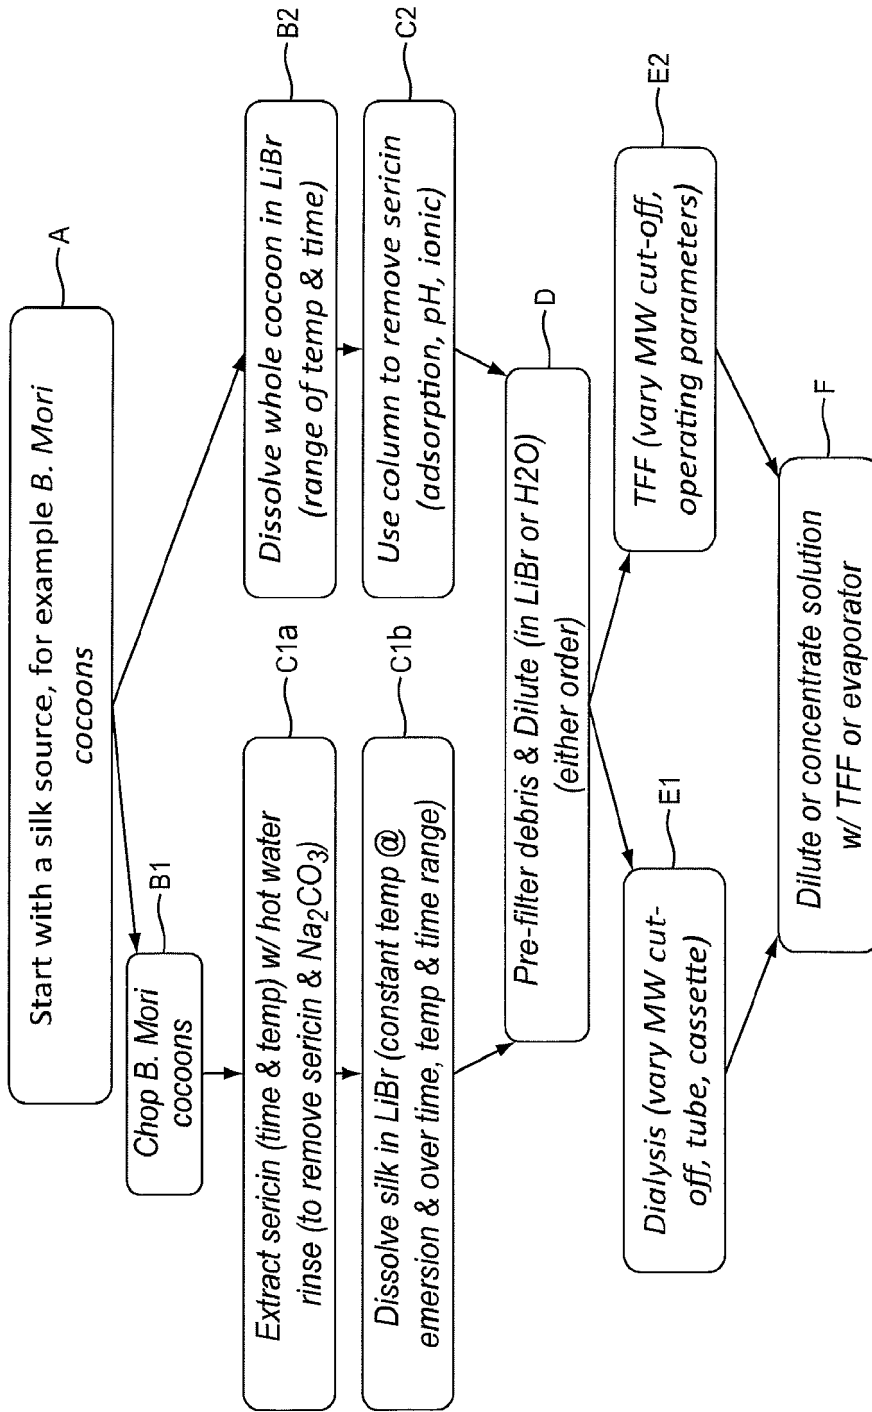 Start with a silk source, for example B. Mori
cocoons
A
Chop B. Mori
cocoons
B1
Dissolve whole cocoon in LiBr
(range of temp & time)
B2
Extract sericin (time & temp) w/ hot water
rinse (to remove sericin & Na₂CO₃)
C1a
Use column to remove sericin
(adsorption, pH, ionic)
C2
Dissolve silk in LiBr (constant temp @
emersion & over time, temp & time range)
C1b
Pre-filter debris & Dilute (in LiBr or H2O)
(either order)
D
Dialysis (vary MW cut-
off, tube, cassette)
E1
TFF (vary MW cut-off,
operating parameters)
E2
Dilute or concentrate solution
w/ TFF or evaporator
F